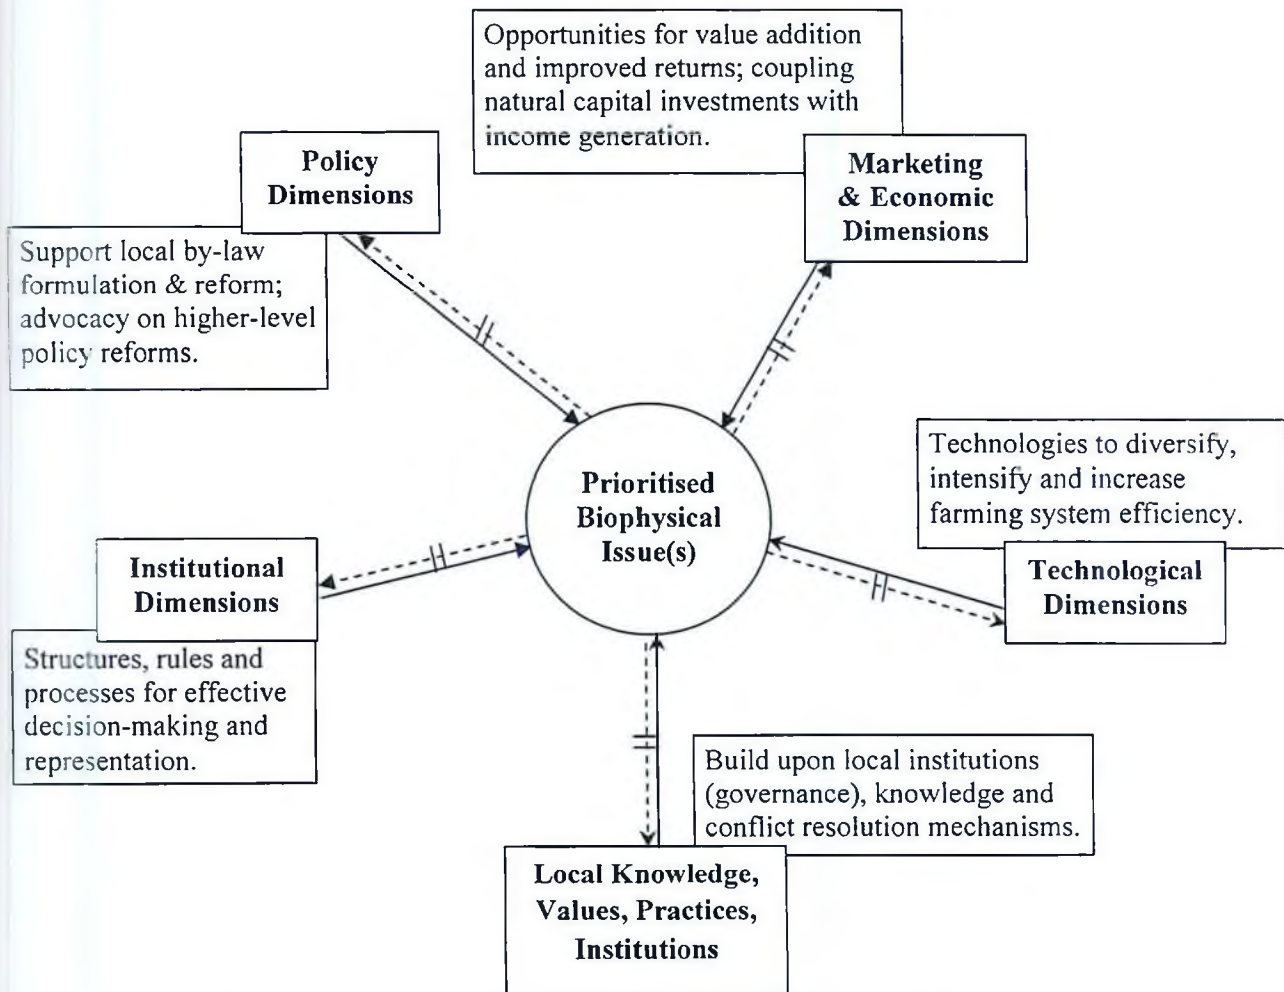 Opportunities for value addition
and improved returns; coupling
natural capital investments with
income generation.
Policy
Dimensions
Marketing
& Economic
Dimensions
Support local by-law
formulation & reform;
advocacy on higher-level
policy reforms.
Prioritised
Biophysical
Issue(s)
Technologies to diversify,
intensify and increase
farming system efficiency.
Institutional
Dimensions
Technological
Dimensions
Structures, rules and
processes for effective
decision-making and
representation.
Build upon local institutions
(governance), knowledge and
conflict resolution mechanisms.
Local Knowledge,
Values, Practices,
Institutions